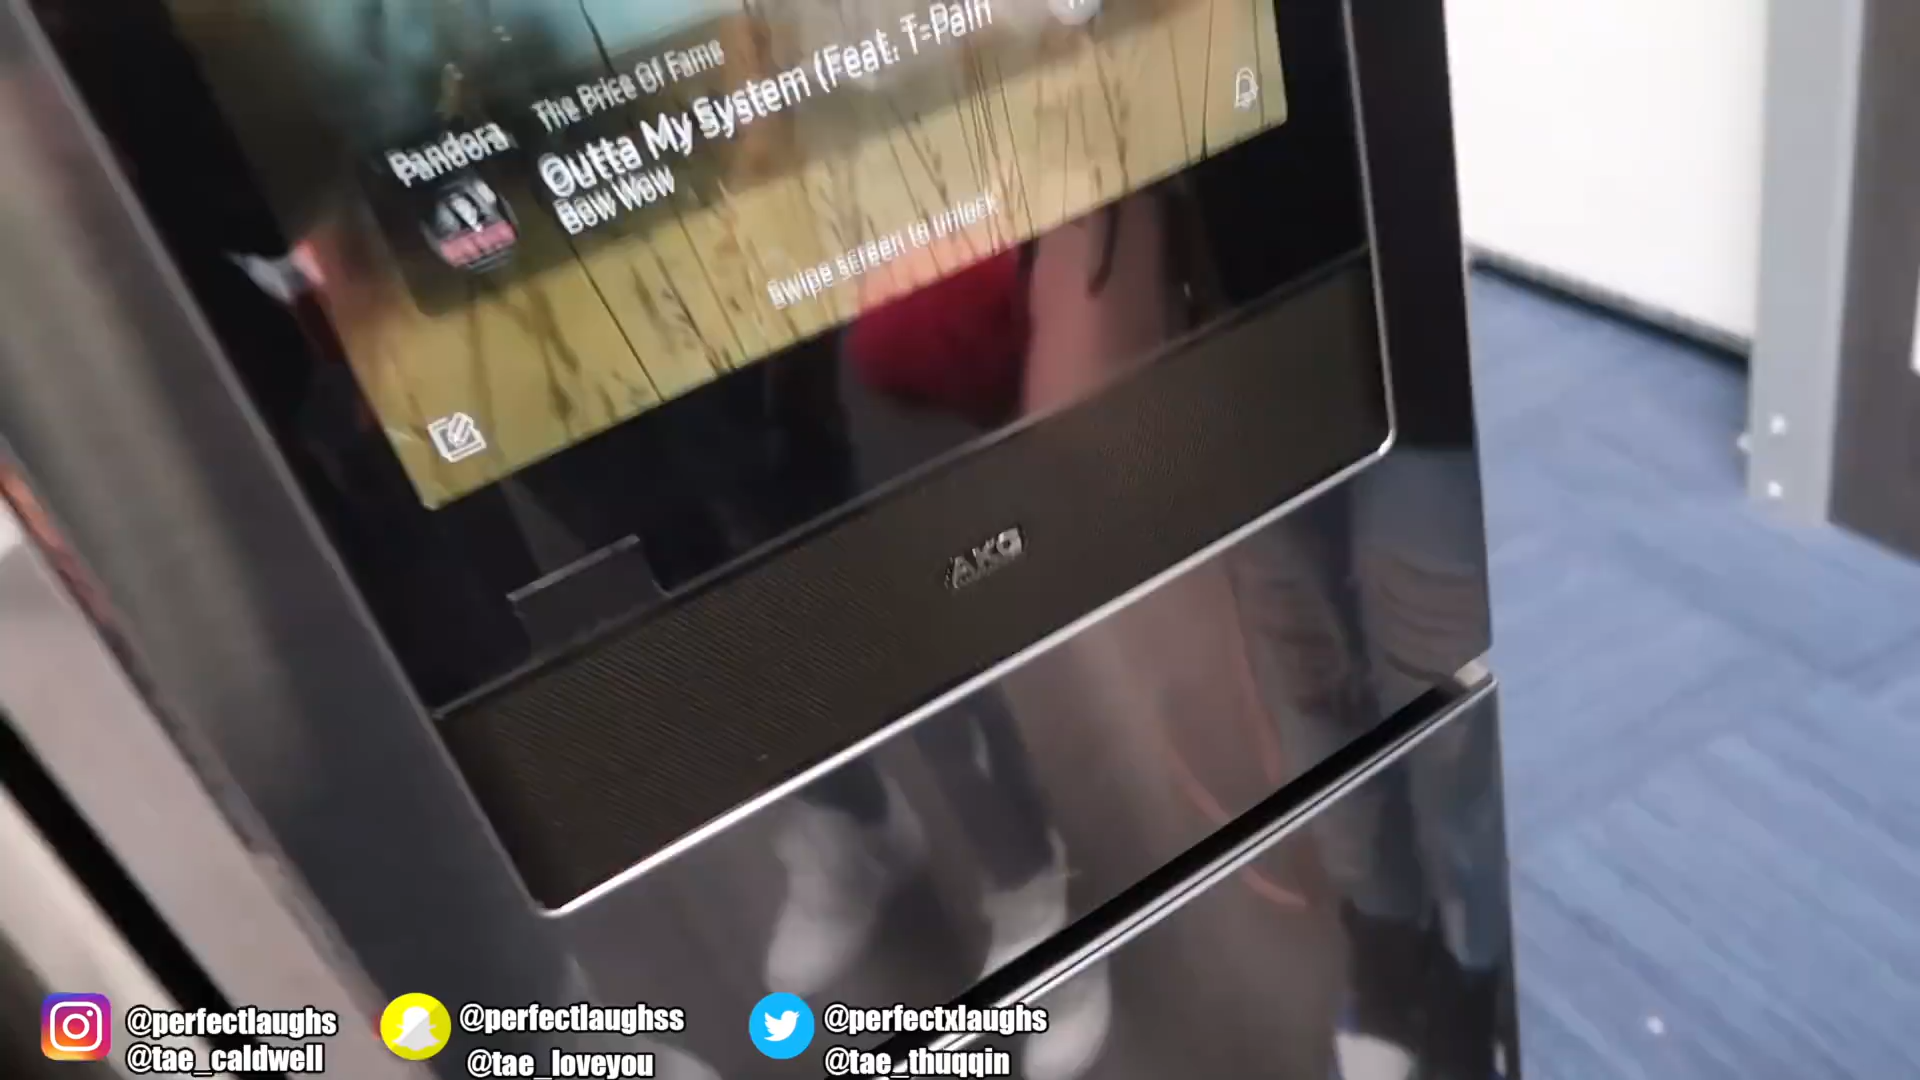 Pandora
The Price Of Fame
Outta My System (Feat. T-Pain
Bow Wow
Swipe screen to unlock
AKG
@perfectlaughs
@tae_caldwell
@perfectlaughss
@tae_loveyou
@perfectxlaughs
@tae_thuqqin